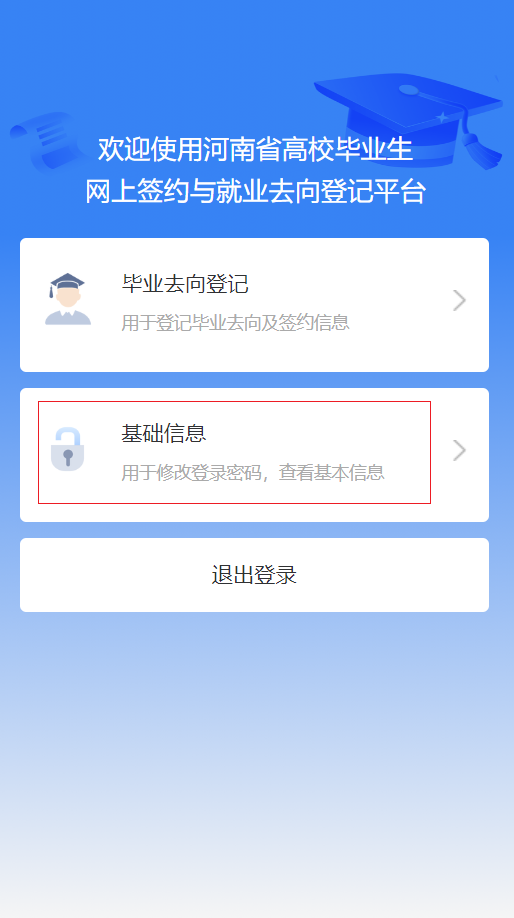 欢迎使用河南省高校毕业生
网上签约与就业去向登记平台
毕业去向登记
用于登记毕业去向及签约信息
基础信息
用于修改登录密码，查看基本信息
退出登录